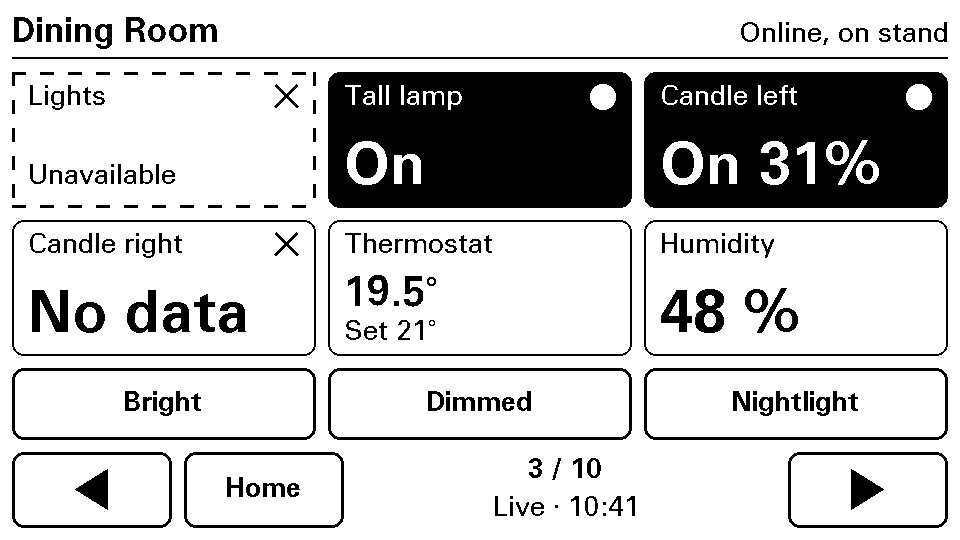 Dining Room
Online, on stand
Lights
Unavailable
Tall lamp
On
Candle left
On 31%
Candle right
No data
Thermostat
19.5°
Set 21°
Humidity
48 %
Bright
Dimmed
Nightlight
Home
3 / 10
Live · 10:41